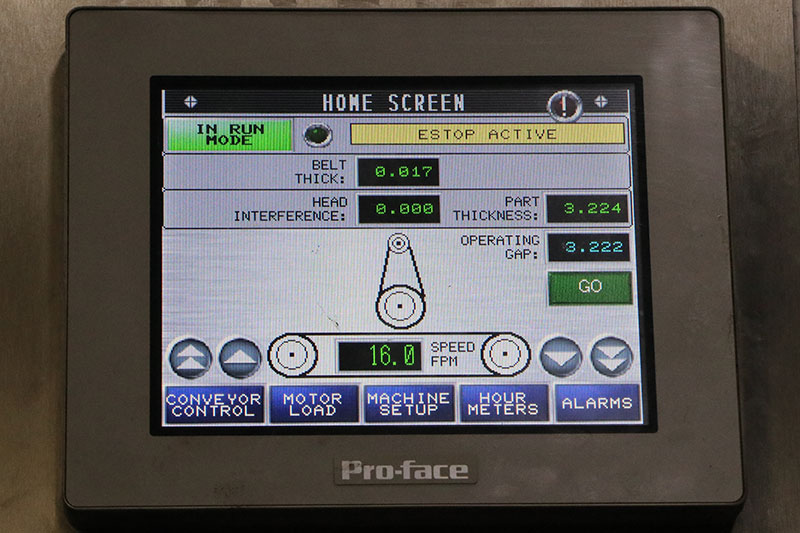 HOME SCREEN
!
IN RUN
MODE
ESTOP ACTIVE
BELT
THICK:
0.017
HEAD
INTERFERENCE:
0.000
PART
THICKNESS:
3.224
OPERATING
GAP:
3.222
GO
16.0
SPEED
FPM
CONVEYOR
CONTROL
MOTOR
LOAD
MACHINE
SETUP
HOUR
METERS
ALARMS
Pro-face